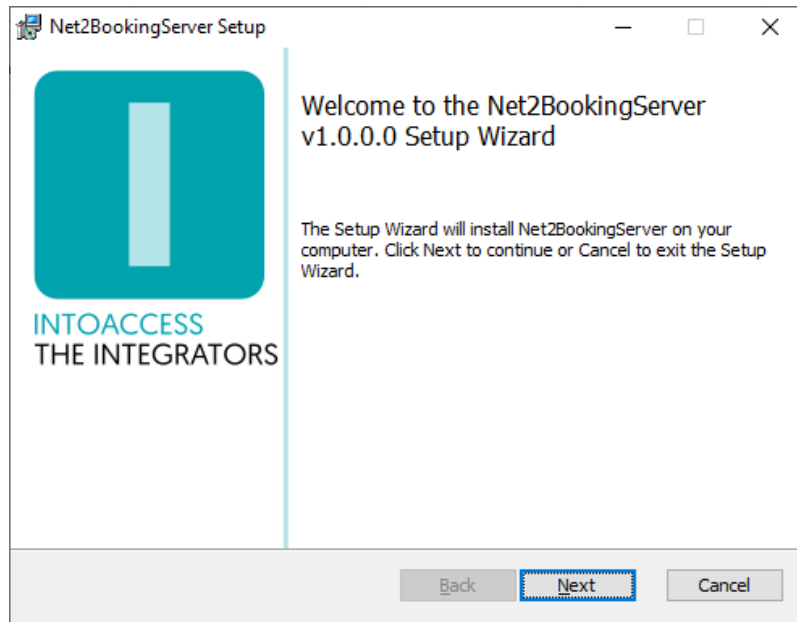 Net2BookingServer Setup
Welcome to the Net2BookingServer
v1.0.0.0 Setup Wizard
The Setup Wizard will install Net2BookingServer on your
computer. Click Next to continue or Cancel to exit the Setup
Wizard.
INTOACCESS
THE INTEGRATORS
Back
Next
Cancel